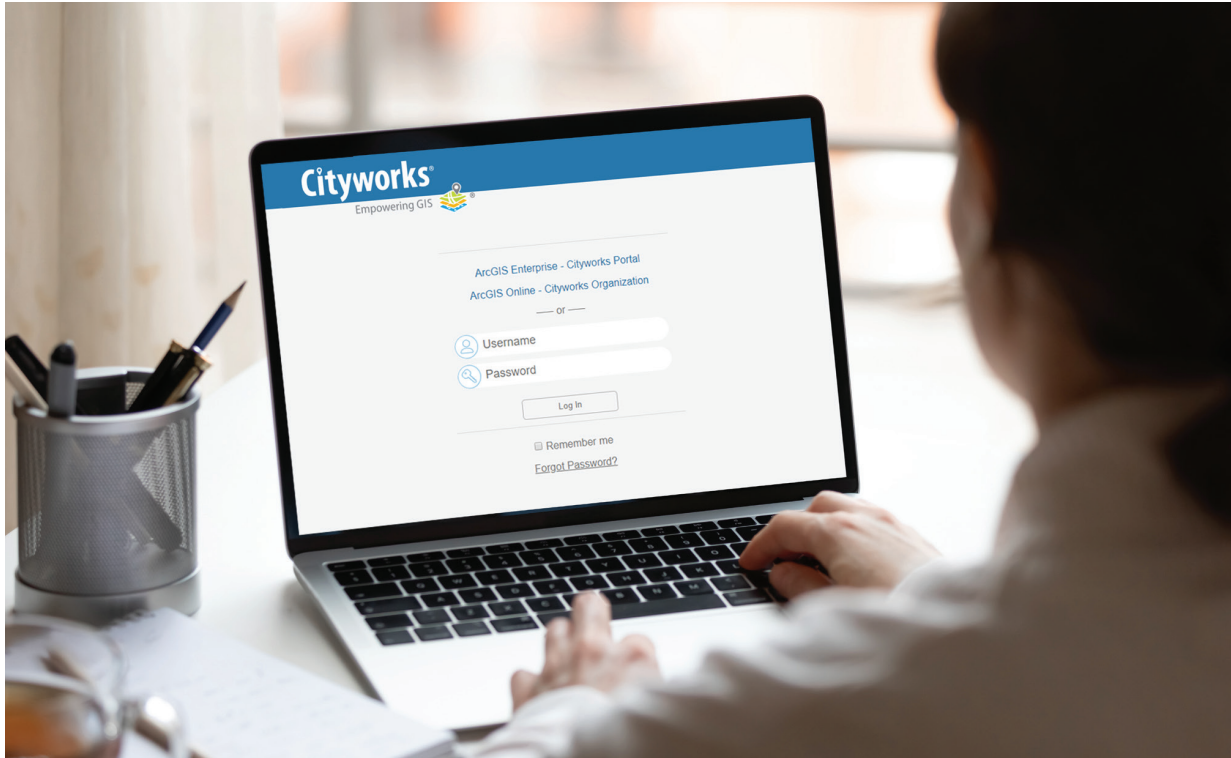 Cityworks®
Empowering GIS ®
ArcGIS Enterprise - Cityworks Portal
ArcGIS Online - Cityworks Organization
or
Username
Password
Log In
Remember me
Forgot Password?